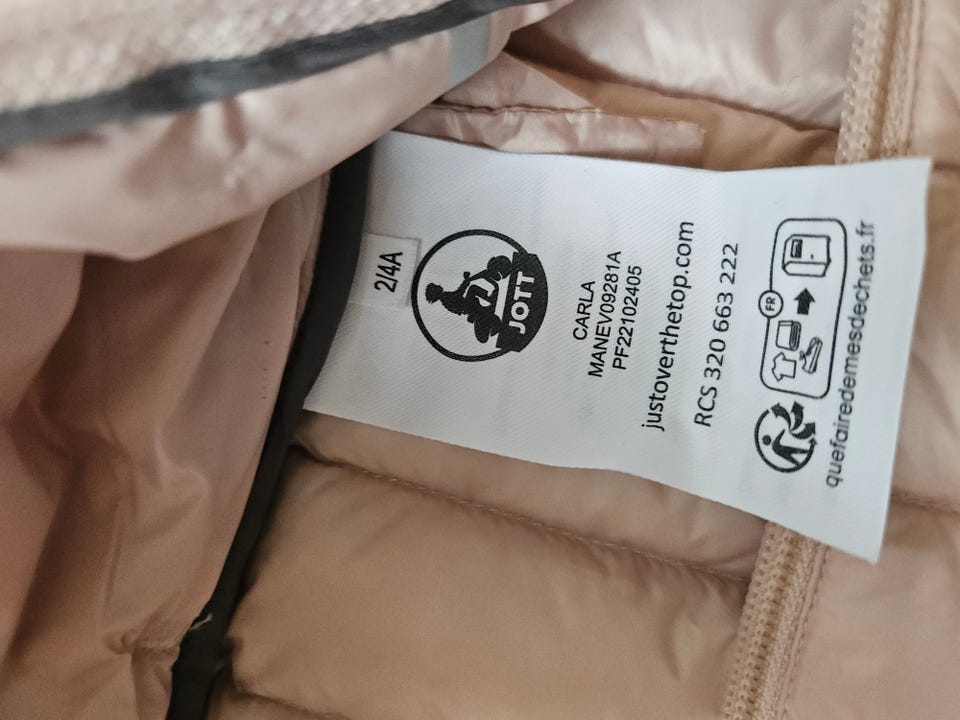 2/4A
JOTT
CARLA
MANEV09281A
PF22102405
justoverthetop.com
RCS 320 663 222
FR
quefairedemesdechets.fr